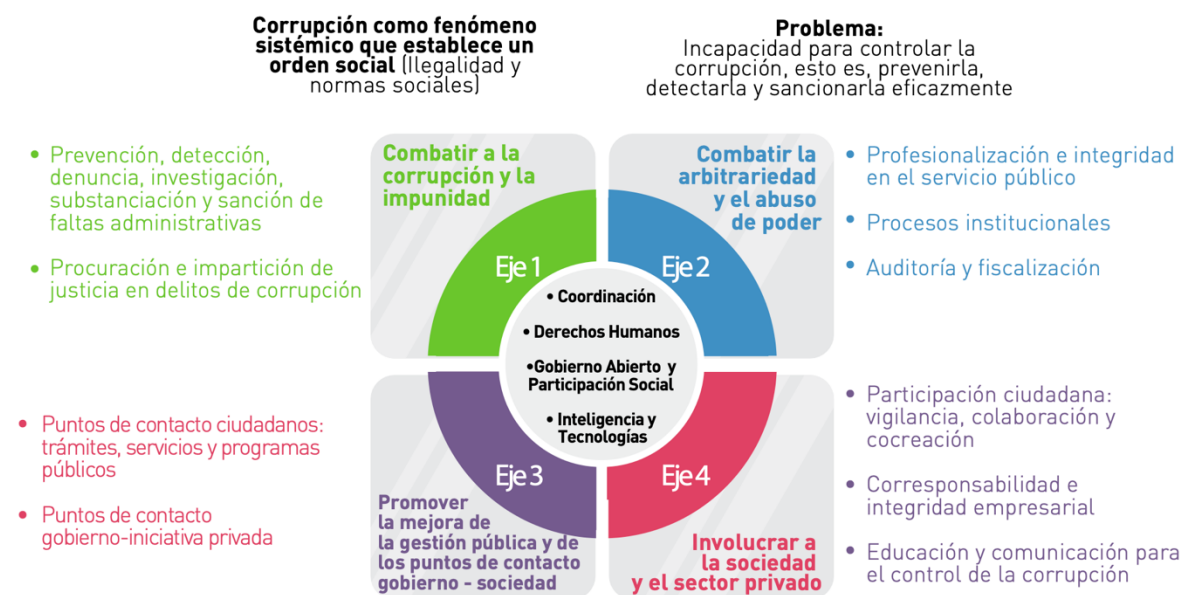 Corrupción como fenómeno
sistémico que establece un
orden social (Ilegalidad y
normas sociales)
Problema:
Incapacidad para controlar la
corrupción, esto es, prevenirla,
detectarla y sancionarla eficazmente
• Prevención, detección,
denuncia, investigación,
substanciación y sanción de
faltas administrativas
• Procuración e impartición de
justicia en delitos de corrupción
Combatir a la
corrupción y la
impunidad
Eje 1
Combatir la
arbitrariedad
y el abuso
de poder
Eje 2
• Profesionalización e integridad
en el servicio público
• Procesos institucionales
• Auditoría y fiscalización
• Coordinación
• Derechos Humanos
•Gobierno Abierto y
Participación Social
• Inteligencia y
Tecnologías
• Puntos de contacto ciudadanos:
trámites, servicios y programas
públicos
• Puntos de contacto
gobierno-iniciativa privada
Eje 3
Promover
la mejora de
la gestión pública y de
los puntos de contacto
gobierno - sociedad
Eje 4
Involucrar a
la sociedad
y el sector privado
• Participación ciudadana:
vigilancia, colaboración y
cocreación
• Corresponsabilidad e
integridad empresarial
• Educación y comunicación para
el control de la corrupción